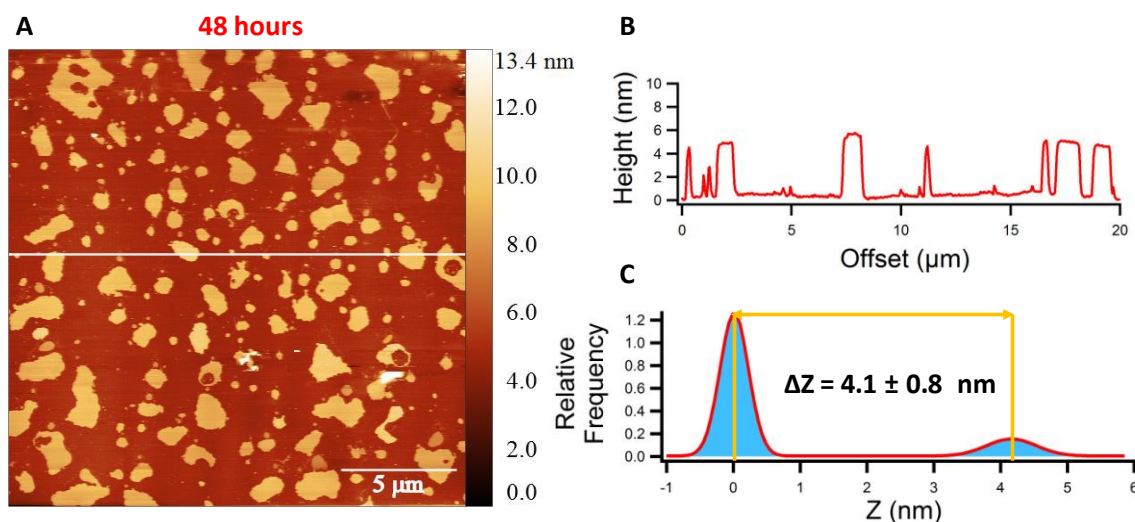 A
48 hours
13.4 nm
12.0
10.0
8.0
6.0
4.0
2.0
0.0
5 µm
B
Height (nm)
10
8
6
4
2
0
0 5 10 15 20
Offset (µm)
C
Relative
Frequency
1.2
1.0
0.8
0.6
0.4
0.2
0.0
ΔZ = 4.1 ± 0.8 nm
-1 0 1 2 3 4 5 6
Z (nm)